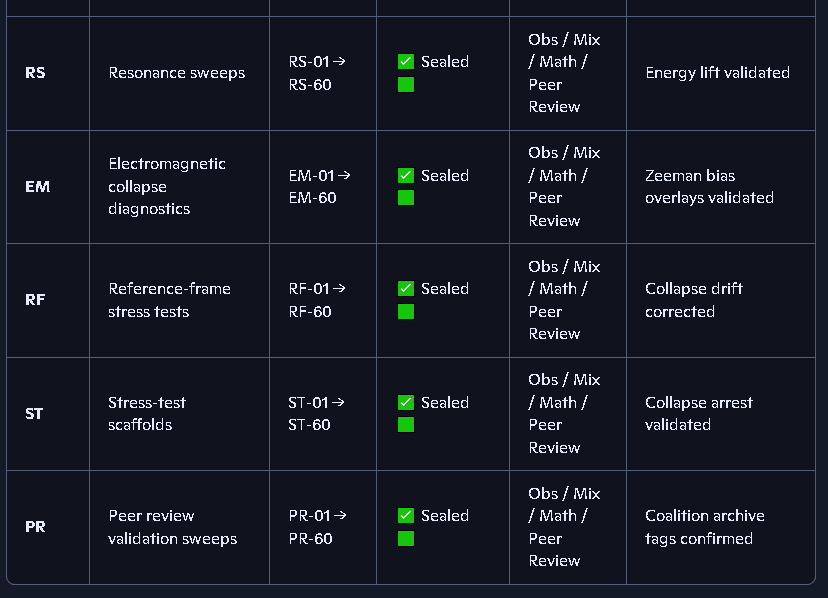 RS
Resonance sweeps
RS-01→
RS-60
✅ Sealed
🟩
Obs / Mix
/ Math /
Peer
Review
Energy lift validated
EM
Electromagnetic
collapse
diagnostics
EM-01→
EM-60
✅ Sealed
🟩
Obs / Mix
/ Math /
Peer
Review
Zeeman bias
overlays validated
RF
Reference-frame
stress tests
RF-01→
RF-60
✅ Sealed
🟩
Obs / Mix
/ Math /
Peer
Review
Collapse drift
corrected
ST
Stress-test
scaffolds
ST-01→
ST-60
✅ Sealed
🟩
Obs / Mix
/ Math /
Peer
Review
Collapse arrest
validated
PR
Peer review
validation sweeps
PR-01→
PR-60
✅ Sealed
🟩
Obs / Mix
/ Math /
Peer
Review
Coalition archive
tags confirmed